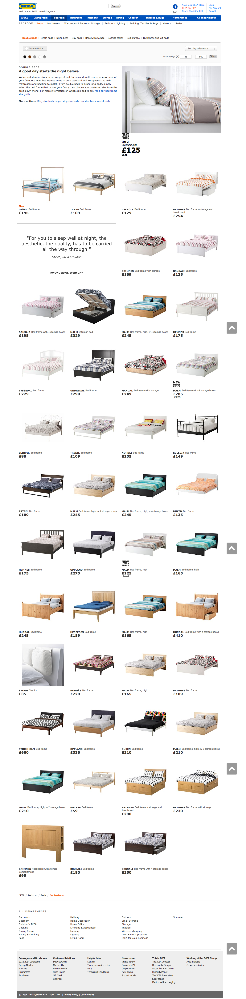 IKEA
Welcome to IKEA United Kingdom.
Search
FAQ
Your local IKEA store
IKEA FAMILY
Store Shopping List
Login
My Account
Basket
IDEAS Living room Bedroom Bathroom Kitchens Storage Dining Children Textiles & Rugs Home Office All departments
BEDROOM: Beds | Mattresses | Wardrobes & Bedroom Storage | Bedroom Lighting | Bedding, Textiles & Rugs | Mirrors | Series
Double beds | Single beds | Divan beds | Day beds | Beds with storage | Bedside tables | Bed storage | Bunk beds and loft beds
Buyable Online
Sort by relevance
Price range (£) 35 - 660 Filter
DOUBLE BEDS
A good day starts the night before
We've added more sizes to our range of bed frames and mattresses, so now most of
your favourite IKEA bed frames come in both standard and European sizes with
mattresses and bedding to match. From double beds to super king beds, simply
select the bed frame that tickles your fancy then choose your preferred size from the
drop-down menu. For more information on which size bed to buy read our bed frame
size guide.
More options: King size beds, super king size beds, wooden beds, metal beds.
NEW
LOWER
PRICE
MALM
Bed frame, high
£125
£145
New
GJÖRA Bed frame
£195
TARVA Bed frame
£109
ASKVOLL Bed frame
£129
BRIMNES Bed frame w storage and
headboard
£254
"For you to sleep well at night, the
aesthetic, the quality, has to be carried
all the way through."
Steve, IKEA Croydon
#WONDERFUL EVERYDAY
BRIMNES Bed frame with storage
£169
BRUSALI Bed frame
£125
BRUSALI Bed frame with 4 storage boxes
£195
MALM Ottoman bed
£329
MALM Bed frame, high, w 4 storage boxes
£245
HEMNES Bed frame
£175
TYSSEDAL Bed frame
£229
UNDREDAL Bed frame
£299
MANDAL Bed frame with storage
£249
NEW
LOWER
PRICE
MALM Bed frame with 4 storage boxes
£205
£225
LEIRVIK Bed frame
£80
TRYSIL Bed frame
£109
NORDLI Bed frame
£205
SVELVIK Bed frame
£149
TRYSIL Bed frame
£109
MALM Bed frame, high, w 4 storage boxes
£245
MALM Bed frame, high, w 4 storage boxes
£245
DUKEN Bed frame
£135
HEMNES Bed frame
£175
OPPLAND Bed frame
£275
NEW
LOWER
PRICE
MALM Bed frame, high
£125
£145
MALM Bed frame, high
£165
HURDAL Bed frame
£245
HEREFOSS Bed frame
£189
MALM Bed frame, high
£165
HURDAL Bed frame with 4 storage boxes
£410
SKOGN Cushion
£35
NORNÄS Bed frame
£229
MALM Bed frame, high
£165
BRIMNES Bed frame
£109
STOCKHOLM Bed frame
£660
OPPLAND Bed frame
£336
DUKEN Bed frame
£210
MALM Bed frame, high, w 2 storage boxes
£210
MALM Bed frame, high, w 2 storage boxes
£210
FJELLSE Bed frame
£59
BRIMNES Bed frame w storage and
headboard
£290
BRIMNES Bed frame with storage
£230
BRIMNES Headboard with storage
compartment
£95
BRUSALI Bed frame
£180
BRUSALI Bed frame with 4 storage boxes
£250
IKEA / Bedroom / Beds / Double beds
ALL DEPARTMENTS:
Bathroom
Bedroom
Children's IKEA
Cooking
Dining Room
Eating & Drinking
Food
Hallway
Home Decoration
Home Office
Kitchens & Appliances
Laundry
Lighting
Living Room
Outdoor
Small Storage
Storage
Textiles
Wireless charging
IKEA FAMILY products
IKEA for your Business
Summer
Catalogue and Brochures
2016 IKEA Catalogue
Buying Guides
Planners
Guarantees
Brochures
Customer Relations
IKEA Services
Contact Us
Returns Policy
Shop Online
Gift Card
Site Map
Helpful links
Delivery
Track your online order
FAQ
Terms and Conditions
News room
Image library
Consumer PR
Corporate PR
New stores
Product recalls
This is IKEA
The IKEA Concept
Democratic Design
About the IKEA Group
People & Planet
The IKEA Foundation
Solar panels
Electric vehicle charging
Working at the IKEA Group
Jobs available
Co-worker stories
© Inter IKEA Systems B.V. 1999 - 2012 | Privacy Policy | Cookie Policy